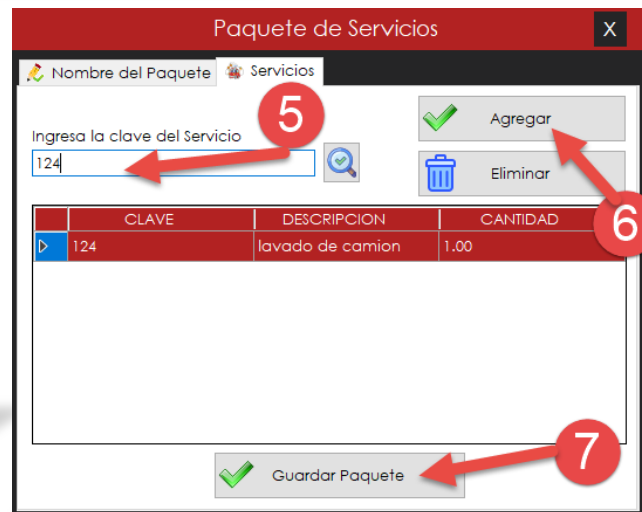 Paquete de Servicios X
Nombre del Paquete Servicios
5
Agregar
Ingresa la clave del Servicio
124
Eliminar
6
CLAVE DESCRIPCION CANTIDAD
124 lavado de camion 1.00
7
Guardar Paquete